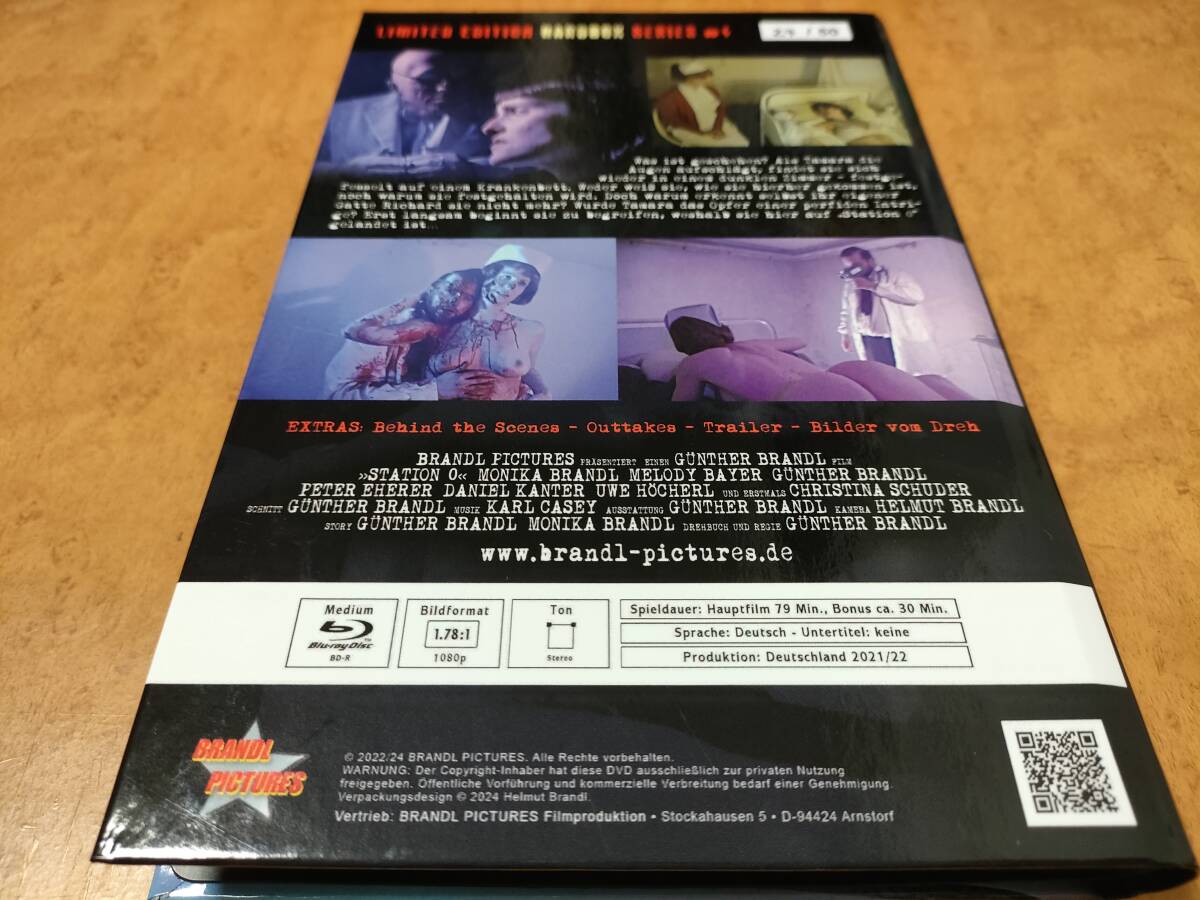 LIMITED EDITION HARDBOX SERIES #4
/ 50
Was ist geschehen? Als Tamara die
Augen aufschlägt, findet sie sich
wieder in einem dunklen Zimmer - festge-
fesselt auf einem Krankenbett. Weder weiß sie, wie sie hierher gekommen ist,
noch warum sie festgehalten wird. Doch warum erkennt selbst ihr eigener
Gatte Richard sie nicht mehr? Wurde Tamara das Opfer einer perfiden Intri-
ge? Erst langsam beginnt sie zu begreifen, weshalb sie hier auf »Station 0«
gelandet ist...
EXTRAS: Behind the Scenes - Outtakes - Trailer - Bilder vom Dreh
BRANDL PICTURES PRÄSENTIERT EINEN GÜNTHER BRANDL FILM
»STATION 0« MONIKA BRANDL MELODY BAYER GÜNTHER BRANDL
PETER EHERER DANIEL KANTER UWE HÖCHERL UND ERSTMALS CHRISTINA SCHUDER
SCHNITT GÜNTHER BRANDL MUSIK KARL CASEY AUSSTATTUNG GÜNTHER BRANDL KAMERA HELMUT BRANDL
STORY GÜNTHER BRANDL MONIKA BRANDL DREHBUCH UND REGIE GÜNTHER BRANDL
www.brandl-pictures.de
Medium
Blu-ray Disc™
BD-R
Bildformat
1.78:1
1080p
Ton
Stereo
Spieldauer: Hauptfilm 79 Min., Bonus ca. 30 Min.
Sprache: Deutsch - Untertitel: keine
Produktion: Deutschland 2021/22
BRANDL
PICTURES
© 2022/24 BRANDL PICTURES. Alle Rechte vorbehalten.
WARNUNG: Der Copyright-Inhaber hat diese DVD ausschließlich zur privaten Nutzung
freigegeben. Öffentliche Vorführung und kommerzielle Verbreitung bedarf einer Genehmigung.
Verpackungsdesign © 2024 Helmut Brandl.
Vertrieb: BRANDL PICTURES Filmproduktion • Stockahausen 5 • D-94424 Arnstorf